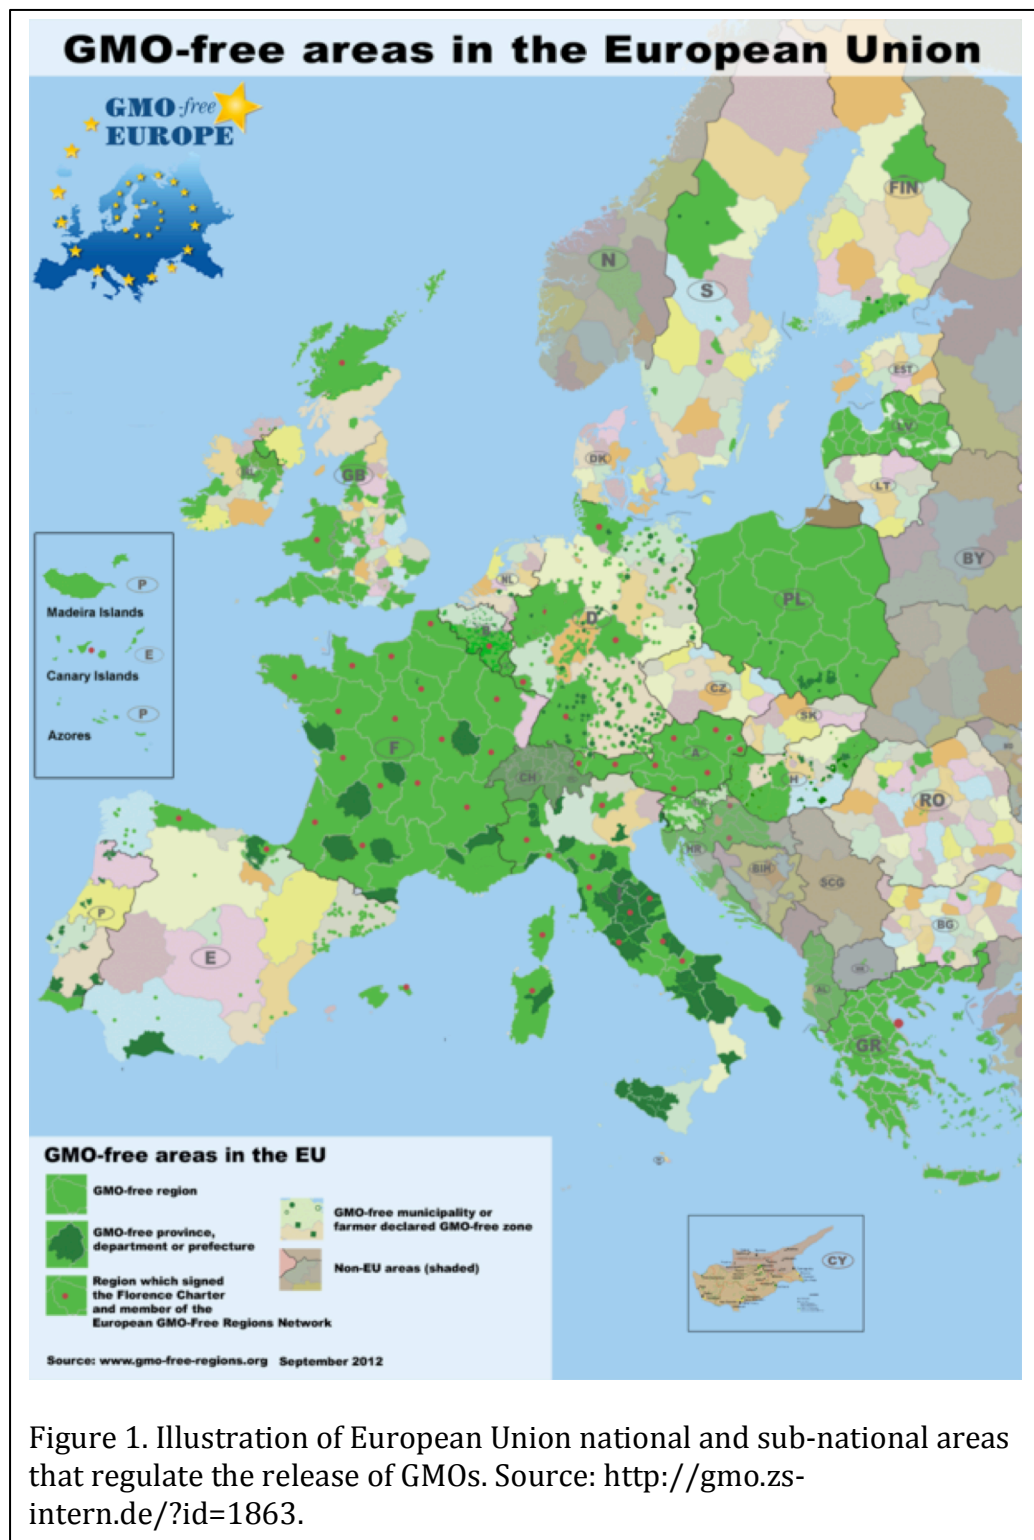 GMO-free areas in the European Union
GMO-free
EUROPE
FIN
N
S
EST
LV
DK
LT
GB
BY
NL
PL
P
Madeira Islands
E
Canary Islands
P
Azores
D
B
CZ
SK
F
A
CH
H
RO
HR
BIH
SCG
P
E
BG
AL
GR
CY
GMO-free areas in the EU
GMO-free region
GMO-free province,
department or prefecture
Region which signed
the Florence Charter
and member of the
European GMO-Free Regions Network
GMO-free municipality or
farmer declared GMO-free zone
Non-EU areas (shaded)
Source: www.gmo-free-regions.org September 2012
Figure 1. Illustration of European Union national and sub-national areas
that regulate the release of GMOs. Source: http://gmo.zs-
intern.de/?id=1863.